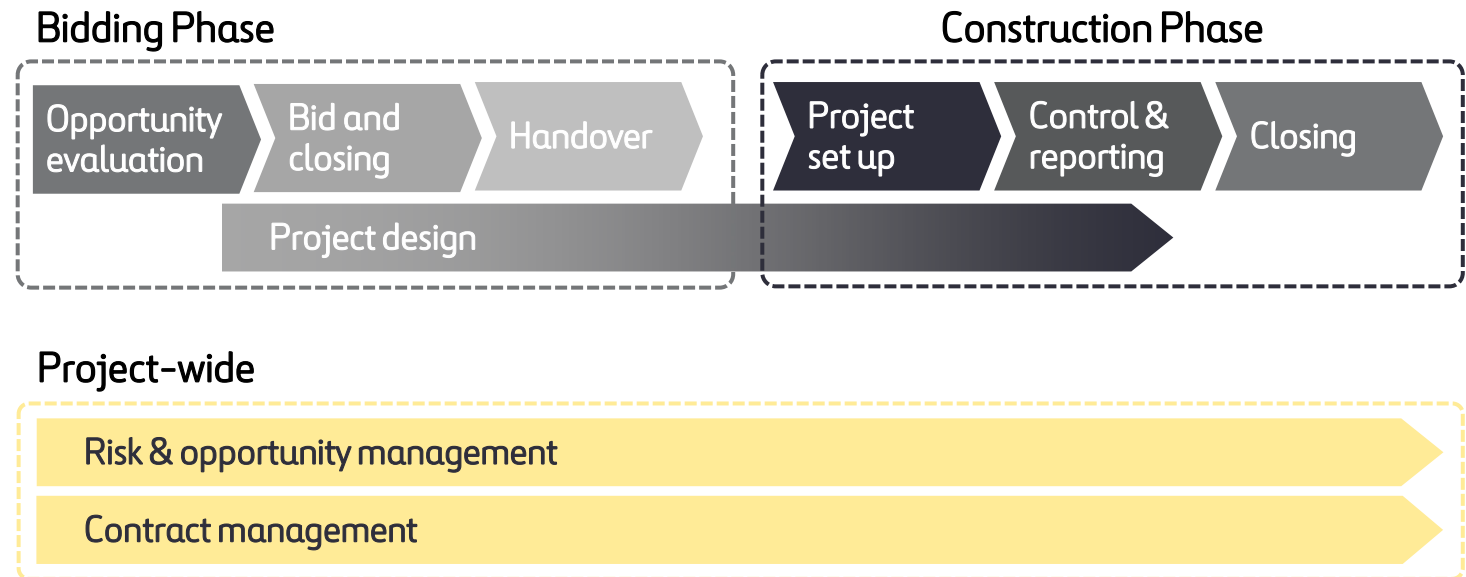 Bidding Phase
Construction Phase
Opportunity
evaluation
Bid and
closing
Handover
Project
set up
Control &
reporting
Closing
Project design
Project-wide
Risk & opportunity management
Contract management